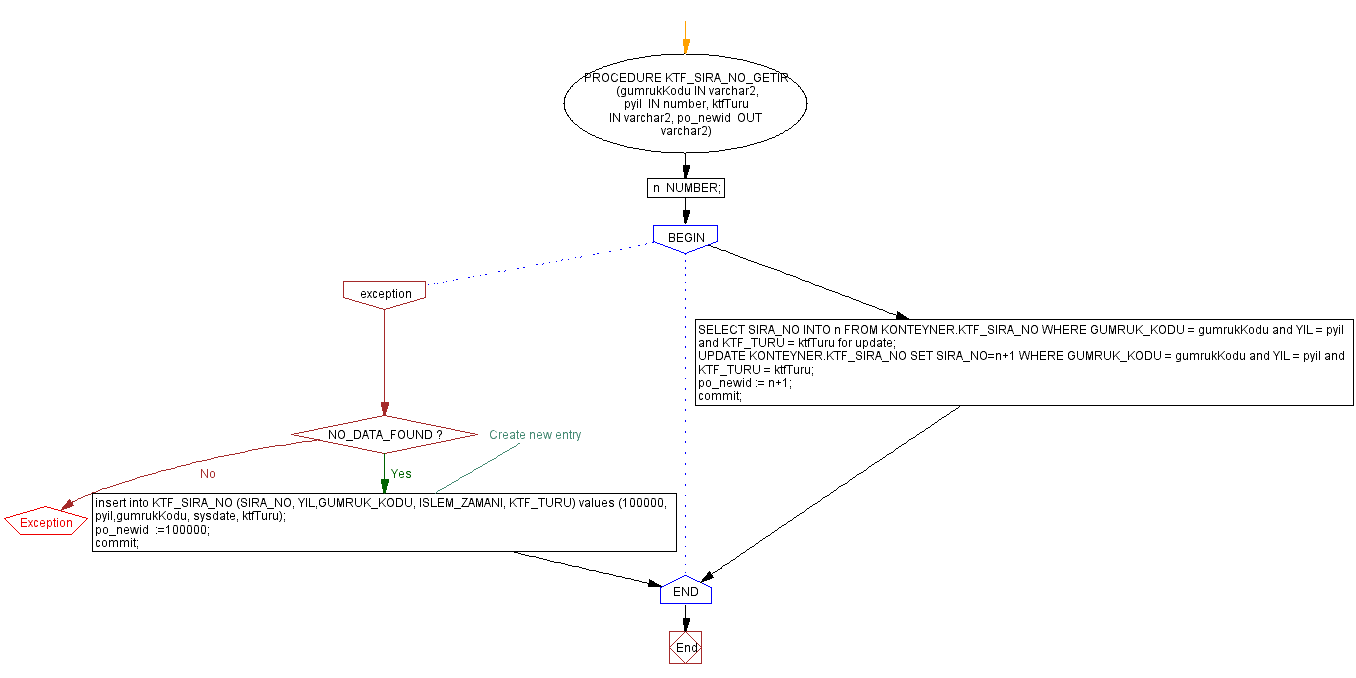 PROCEDURE KTF_SIRA_NO_GETIR
(gumrukKodu IN varchar2,
pyil  IN number, ktfTuru
IN varchar2, po_newid  OUT
varchar2)
n  NUMBER;
BEGIN
exception
SELECT SIRA_NO INTO n FROM KONTEYNER.KTF_SIRA_NO WHERE GUMRUK_KODU = gumrukKodu and YIL = pyil
and KTF_TURU = ktfTuru for update;
UPDATE KONTEYNER.KTF_SIRA_NO SET SIRA_NO=n+1 WHERE GUMRUK_KODU = gumrukKodu and YIL = pyil and
KTF_TURU = ktfTuru;
po_newid := n+1;
commit;
NO_DATA_FOUND ?
Create new entry
No
Yes
Exception
insert into KTF_SIRA_NO (SIRA_NO, YIL,GUMRUK_KODU, ISLEM_ZAMANI, KTF_TURU) values (100000,
pyil,gumrukKodu, sysdate, ktfTuru);
po_newid  :=100000;
commit;
END
End